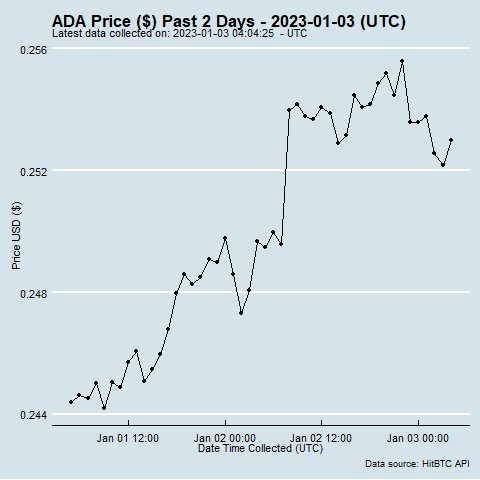 ADA Price ($) Past 2 Days - 2023-01-03 (UTC)
Latest data collected on: 2023-01-03 04:04:25 - UTC
0.256
0.252
0.248
0.244
Price USD ($)
Jan 01 12:00
Jan 02 00:00
Jan 02 12:00
Jan 03 00:00
Date Time Collected (UTC)
Data source: HitBTC API